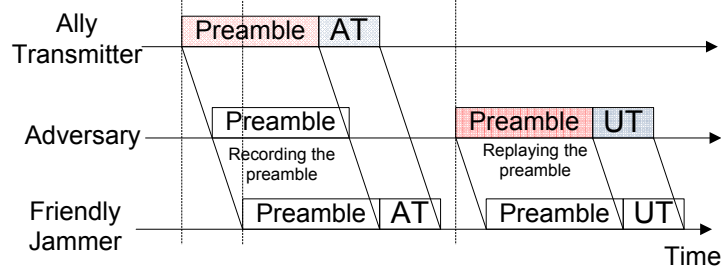 Ally
Transmitter
Preamble
AT
Adversary
Preamble
Recording the
preamble
Preamble
UT
Replaying the
preamble
Friendly
Jammer
Preamble
AT
Preamble
UT
Time